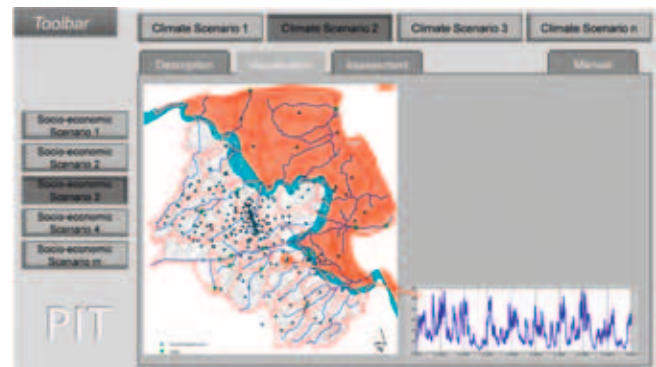 Toolbar
Climate Scenario 1
Climate Scenario 2
Climate Scenario 3
Climate Scenario n
Description
Visualisation
Assessment
Manual
Socio-economic
Scenario 1
Socio-economic
Scenario 2
Socio-economic
Scenario 3
Socio-economic
Scenario 4
Socio-economic
Scenario m
PIT